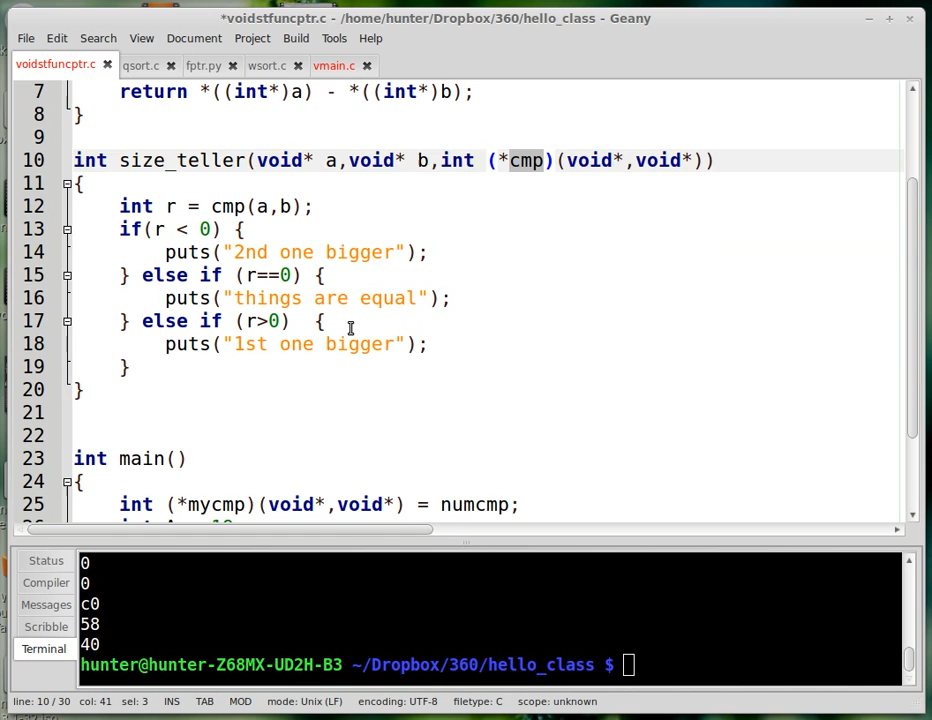 *voidstfuncptr.c - /home/hunter/Dropbox/360/hello_class - Geany
File Edit Search View Document Project Build Tools Help
voidstfuncptr.c qsort.c fptr.py wsort.c vmain.c
7 return *((int*)a) - *((int*)b);
8 }
9
10 int size_teller(void* a,void* b,int (*cmp)(void*,void*))
11 {
12 int r = cmp(a,b);
13 if(r < 0) {
14 puts("2nd one bigger");
15 } else if (r==0) {
16 puts("things are equal");
17 } else if (r>0)  {
18 puts("1st one bigger");
19 }
20 }
21
22
23 int main()
24 {
25 int (*mycmp)(void*,void*) = numcmp;
Status
Compiler
Messages
Scribble
Terminal
0
0
c0
58
40
hunter@hunter-Z68MX-UD2H-B3 ~/Dropbox/360/hello_class $
line: 10 / 30 col: 41 sel: 3 INS TAB MOD mode: Unix (LF) encoding: UTF-8 filetype: C scope: unknown